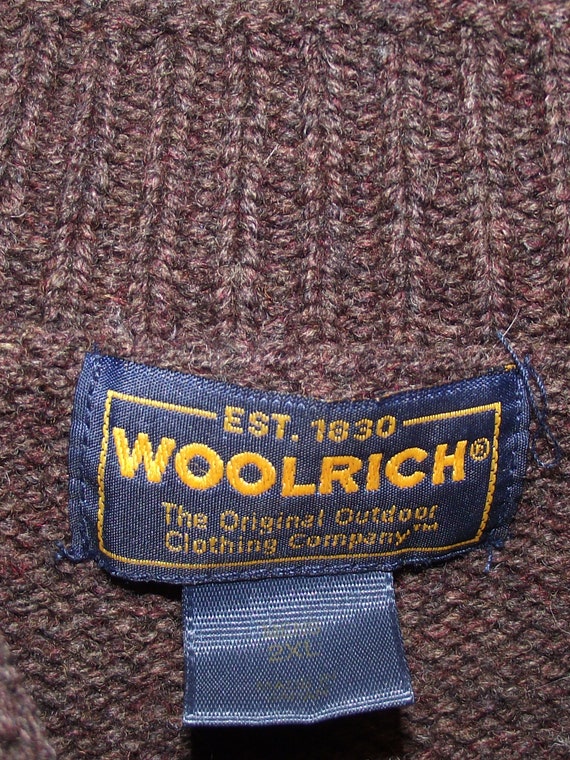 EST. 1830
WOOLRICH®
The Original Outdoor
Clothing Company™
2XL